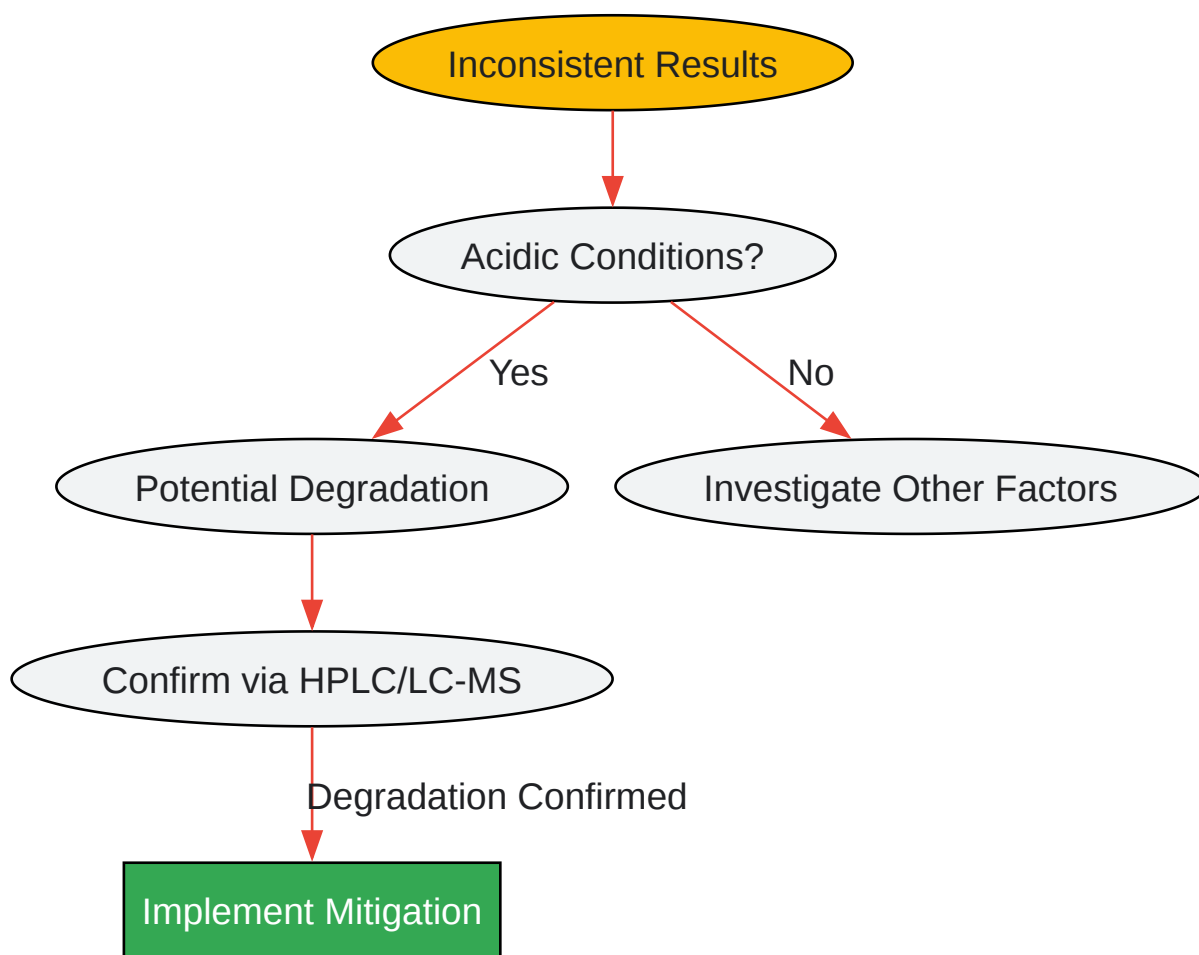 Inconsistent Results
Acidic Conditions?
Yes
No
Potential Degradation
Investigate Other Factors
Confirm via HPLC/LC-MS
Degradation Confirmed
Implement Mitigation